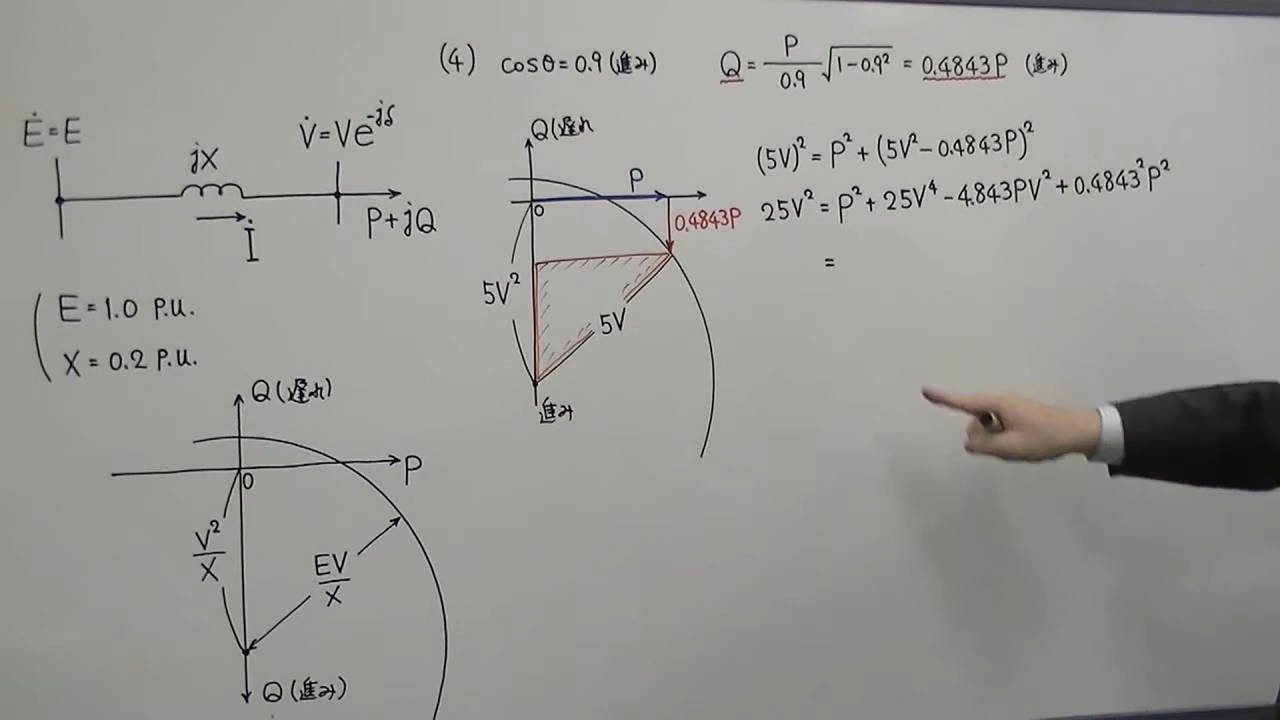 (4) cosθ=0.9 (進み) Q = P/0.9 √(1−0.9²) = 0.4843P (進み)
Ė = E
jX
V̇ = Ve^-jδ
İ
P+jQ
E = 1.0 P.U.
X = 0.2 P.U.
Q (遅れ)
P
0
V²/X
EV/X
Q (進み)
Q(遅れ
P
0
0.4843P
5V²
5V
進み
(5V)² = P² + (5V² − 0.4843P)²
25V² = P² + 25V⁴ − 4.843PV² + 0.4843²P²
=